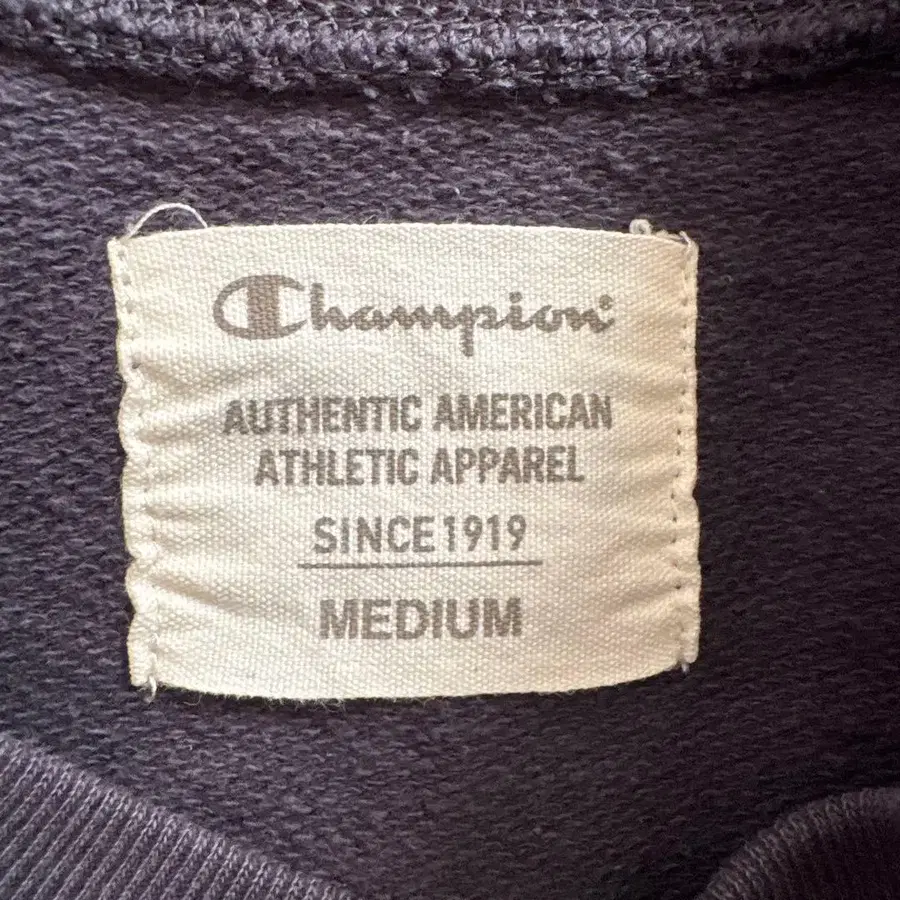 Champion®
AUTHENTIC AMERICAN
ATHLETIC APPAREL
SINCE 1919
MEDIUM